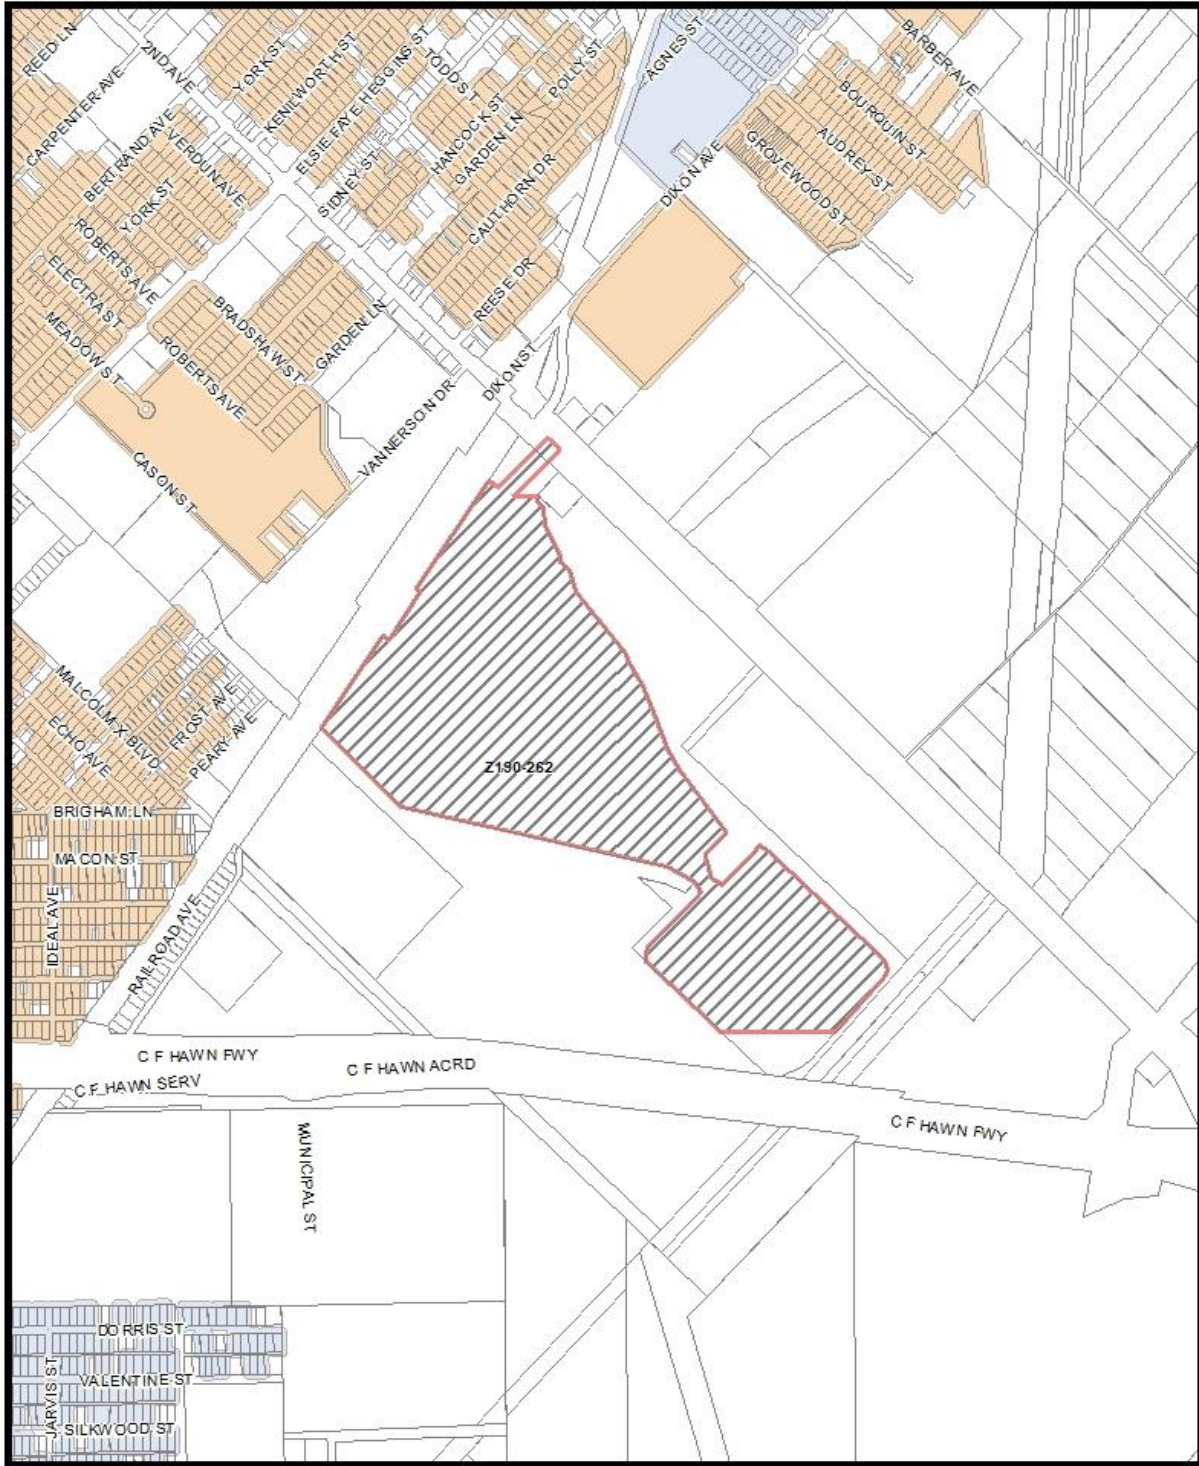 REED LN
2ND AVE
CARPENTER AVE
YORK ST
KENILWORTH ST
ELSIE FAYE HEGGINS ST
TODD ST
POLLY ST
AGNES ST
BARBER AVE
BERTRAND AVE
VERDUN AVE
YORK ST
SIDNEY ST
HANCOCK ST
GARDEN LN
CAUTHORN DR
DIXON AVE
BOURQUIN ST
AUDREY ST
GROVEWOOD ST
ROBERTS AVE
ELECTRA ST
MEADOW ST
BRADSHAW ST
ROBERTS AVE
GARDEN LN
REESE DR
DIXON ST
VANNERSON DR
CASON ST
MALCOLM X BLVD
ECHO AVE
FROST AVE
PEARY AVE
Z190-262
BRIGHAM LN
MACON ST
IDEAL AVE
RAILROAD AVE
C F HAWN FWY
C F HAWN SERV
C F HAWN ACRD
C F HAWN FWY
MUNICIPAL ST
DORRIS ST
JARVIS ST
VALENTINE ST
SILKWOOD ST